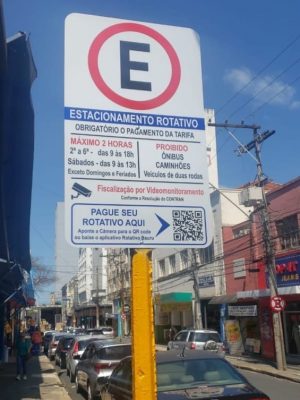 E
ESTACIONAMENTO ROTATIVO
OBRIGATÓRIO O PAGAMENTO DA TARIFA
MÁXIMO 2 HORAS
2ª a 6ª - das 9 às 18h
Sábados - das 9 às 13h
Exceto Domingos e Feriados
PROIBIDO
ÔNIBUS
CAMINHÕES
Veículos de duas rodas
Fiscalização por Videomonitoramento
Conforme a Resolução do CONTRAN
PAGUE SEU
ROTATIVO AQUI
Aponte a Câmera para o QR code
ou baixe o aplicativo Rotativo Bauru